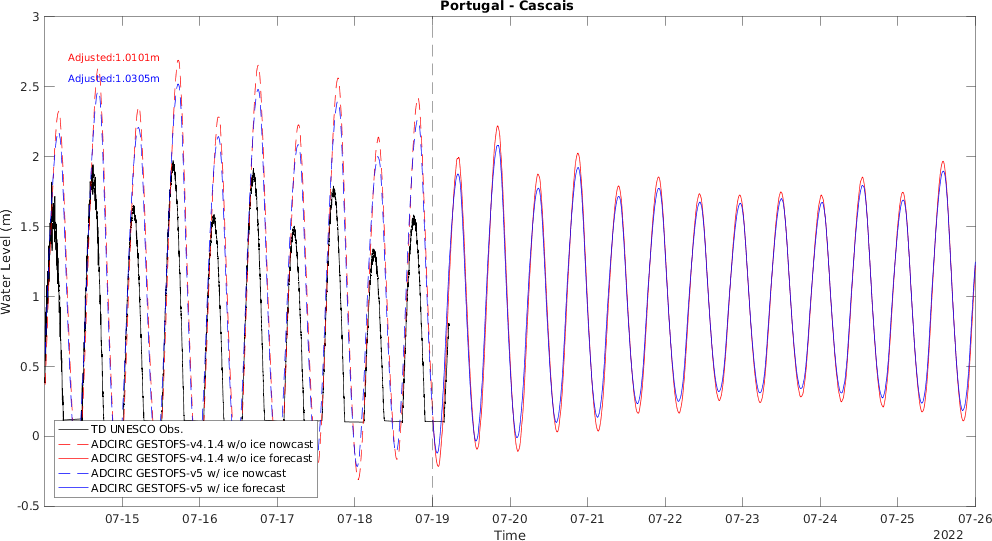 Portugal - Cascais
Adjusted:1.0101m
Adjusted:1.0305m
Water Level (m)
3
2.5
2
1.5
1
0.5
0
-0.5
TD UNESCO Obs.
ADCIRC GESTOFS-v4.1.4 w/o ice nowcast
ADCIRC GESTOFS-v4.1.4 w/o ice forecast
ADCIRC GESTOFS-v5 w/ ice nowcast
ADCIRC GESTOFS-v5 w/ ice forecast
07-15 07-16 07-17 07-18 07-19 07-20 07-21 07-22 07-23 07-24 07-25 07-26
Time
2022